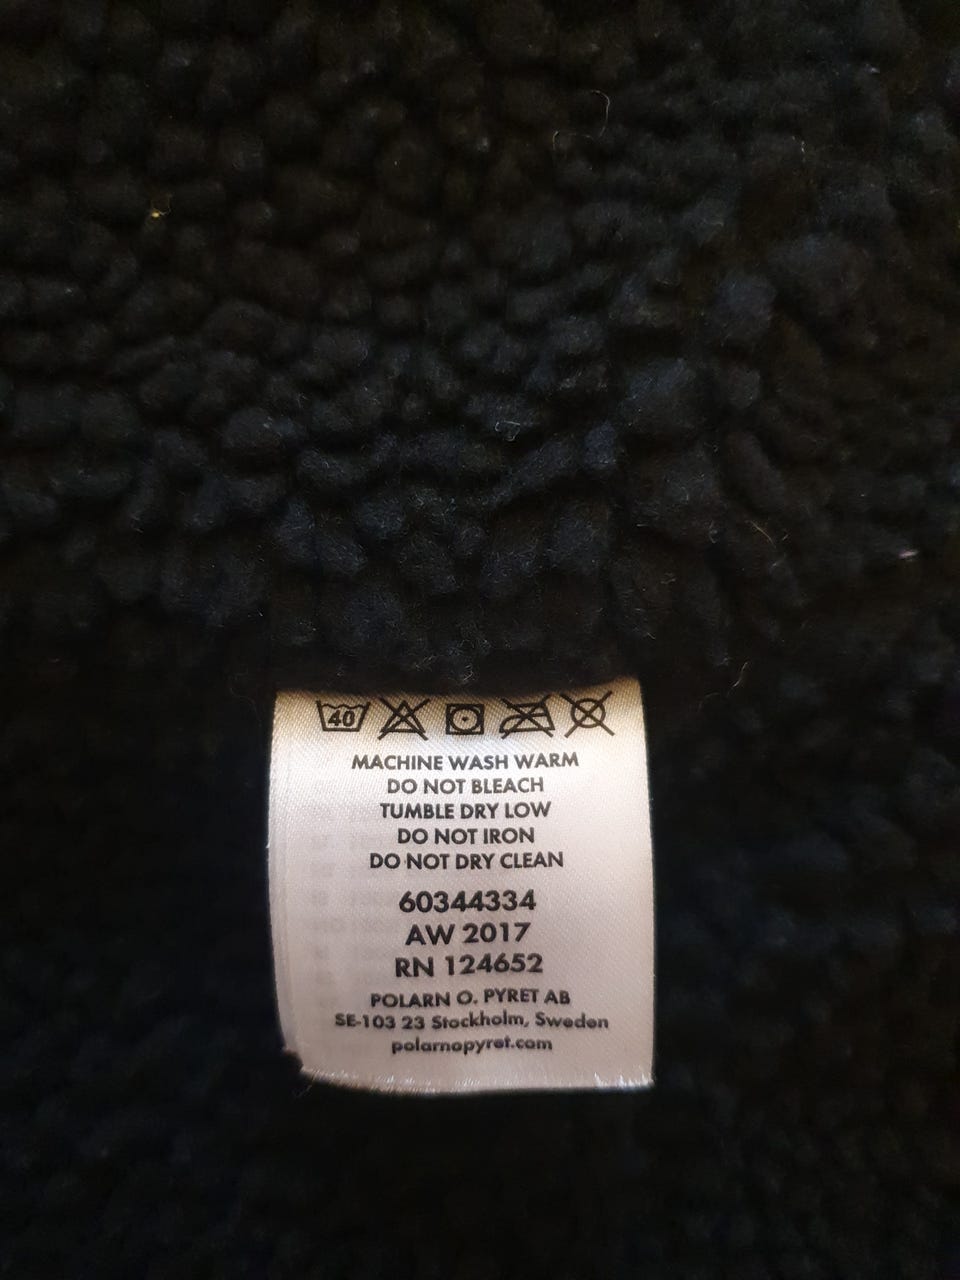 40
MACHINE WASH WARM
DO NOT BLEACH
TUMBLE DRY LOW
DO NOT IRON
DO NOT DRY CLEAN
60344334
AW 2017
RN 124652
POLARN O. PYRET AB
SE-103 23 Stockholm, Sweden
polarnopyret.com